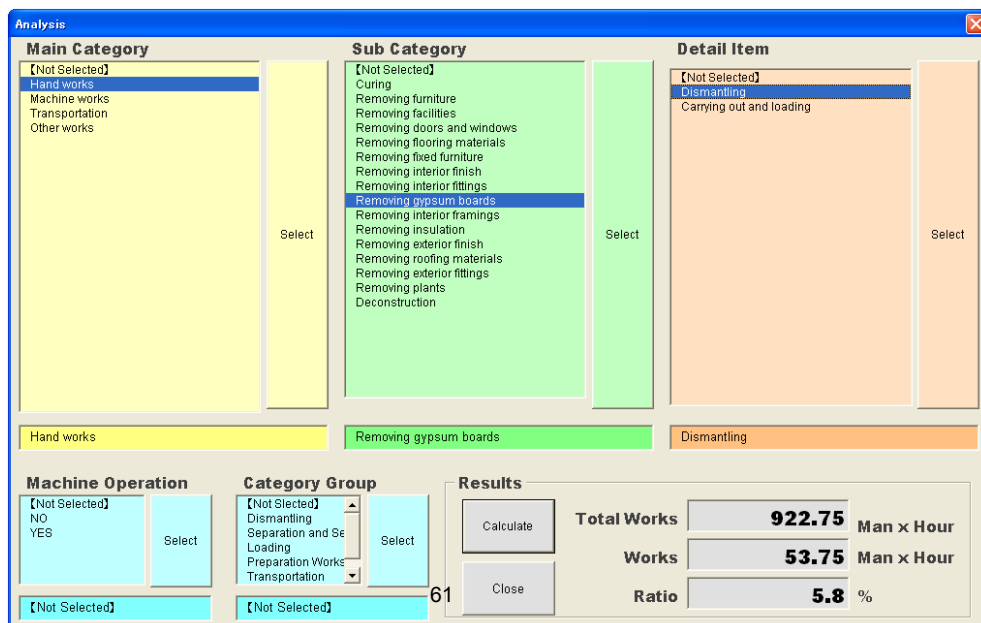 Analysis
Main Category
【Not Selected】
Hand works
Machine works
Transportation
Other works
Select
Hand works
Sub Category
【Not Selected】
Curing
Removing furniture
Removing facilities
Removing doors and windows
Removing flooring materials
Removing fixed furniture
Removing interior finish
Removing interior fittings
Removing gypsum boards
Removing interior framings
Removing insulation
Removing exterior finish
Removing roofing materials
Removing exterior fittings
Removing plants
Deconstruction
Select
Removing gypsum boards
Detail Item
【Not Selected】
Dismantling
Carrying out and loading
Select
Dismantling
Machine Operation
【Not Selected】
NO
YES
Select
【Not Selected】
Category Group
【Not Slected】
Dismantling
Separation and Se
Loading
Preparation Works
Transportation
Select
【Not Selected】
61
Results
Calculate
Close
Total Works 922.75 Man x Hour
Works 53.75 Man x Hour
Ratio 5.8 %